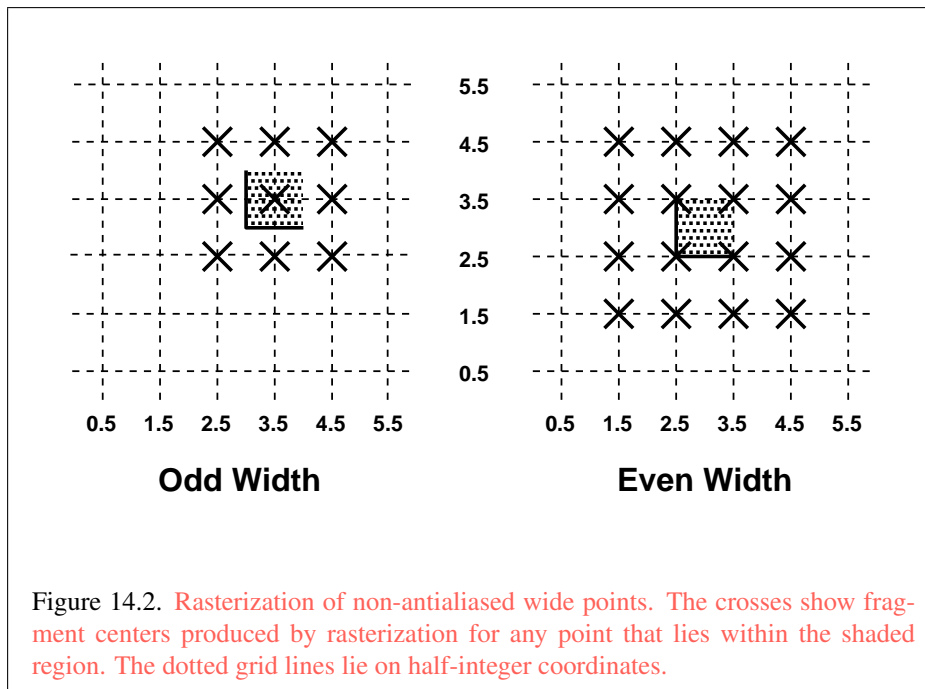 5.5
4.5
3.5
2.5
1.5
0.5
0.5 1.5 2.5 3.5 4.5 5.5
0.5 1.5 2.5 3.5 4.5 5.5
Odd Width
Even Width
Figure 14.2. Rasterization of non-antialiased wide points. The crosses show frag-
ment centers produced by rasterization for any point that lies within the shaded
region. The dotted grid lines lie on half-integer coordinates.